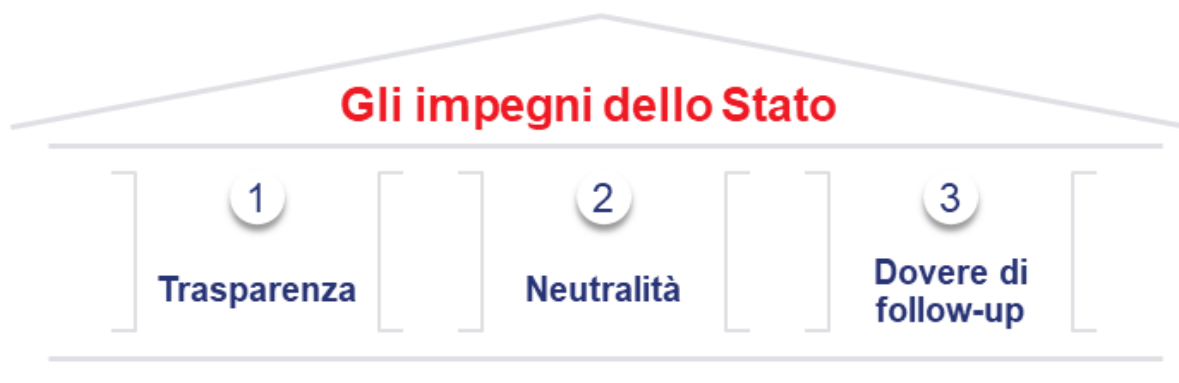 Gli impegni dello Stato
1
2
3
Trasparenza
Neutralità
Dovere di
follow-up